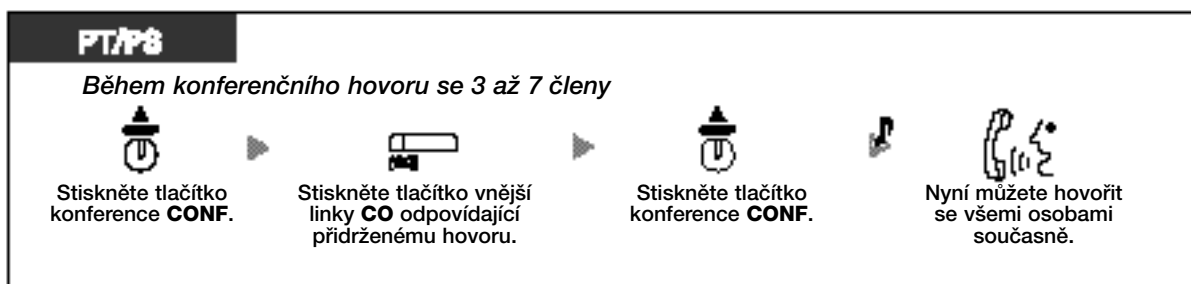 PT/PS
Během konferenčního hovoru se 3 až 7 členy
Stiskněte tlačítko
konference CONF.
Stiskněte tlačítko vnější
linky CO odpovídající
přidrženému hovoru.
Stiskněte tlačítko
konference CONF.
Nyní můžete hovořit
se všemi osobami
současně.